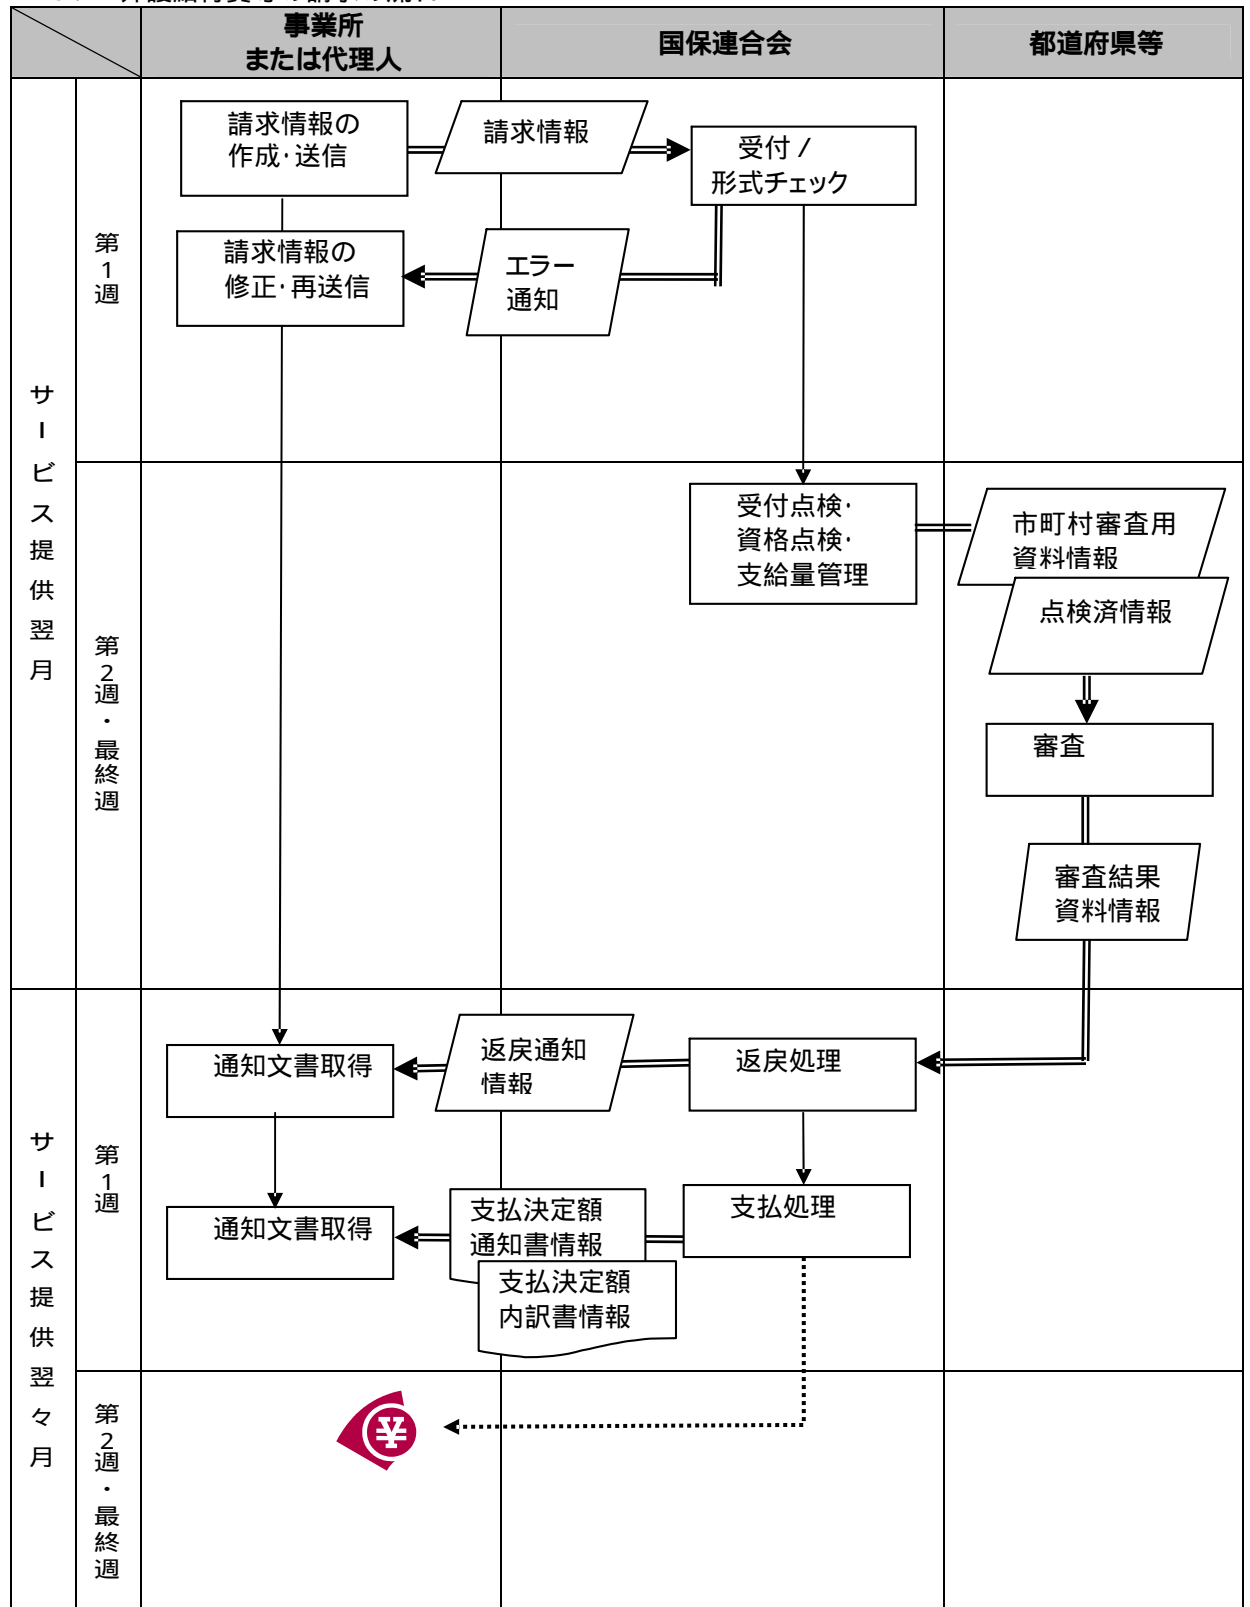 事業所
または代理人
国保連合会
都道府県等
サービス提供翌月
第1週
請求情報の
作成・送信
請求情報
受付 /
形式チェック
請求情報の
修正・再送信
エラー
通知
第2週・最終週
受付点検・
資格点検・
支給量管理
市町村審査用
資料情報
点検済情報
審査
審査結果
資料情報
サービス提供翌々月
第1週
通知文書取得
返戻通知
情報
返戻処理
通知文書取得
支払決定額
通知書情報
支払決定額
内訳書情報
支払処理
第2週・最終週
¥